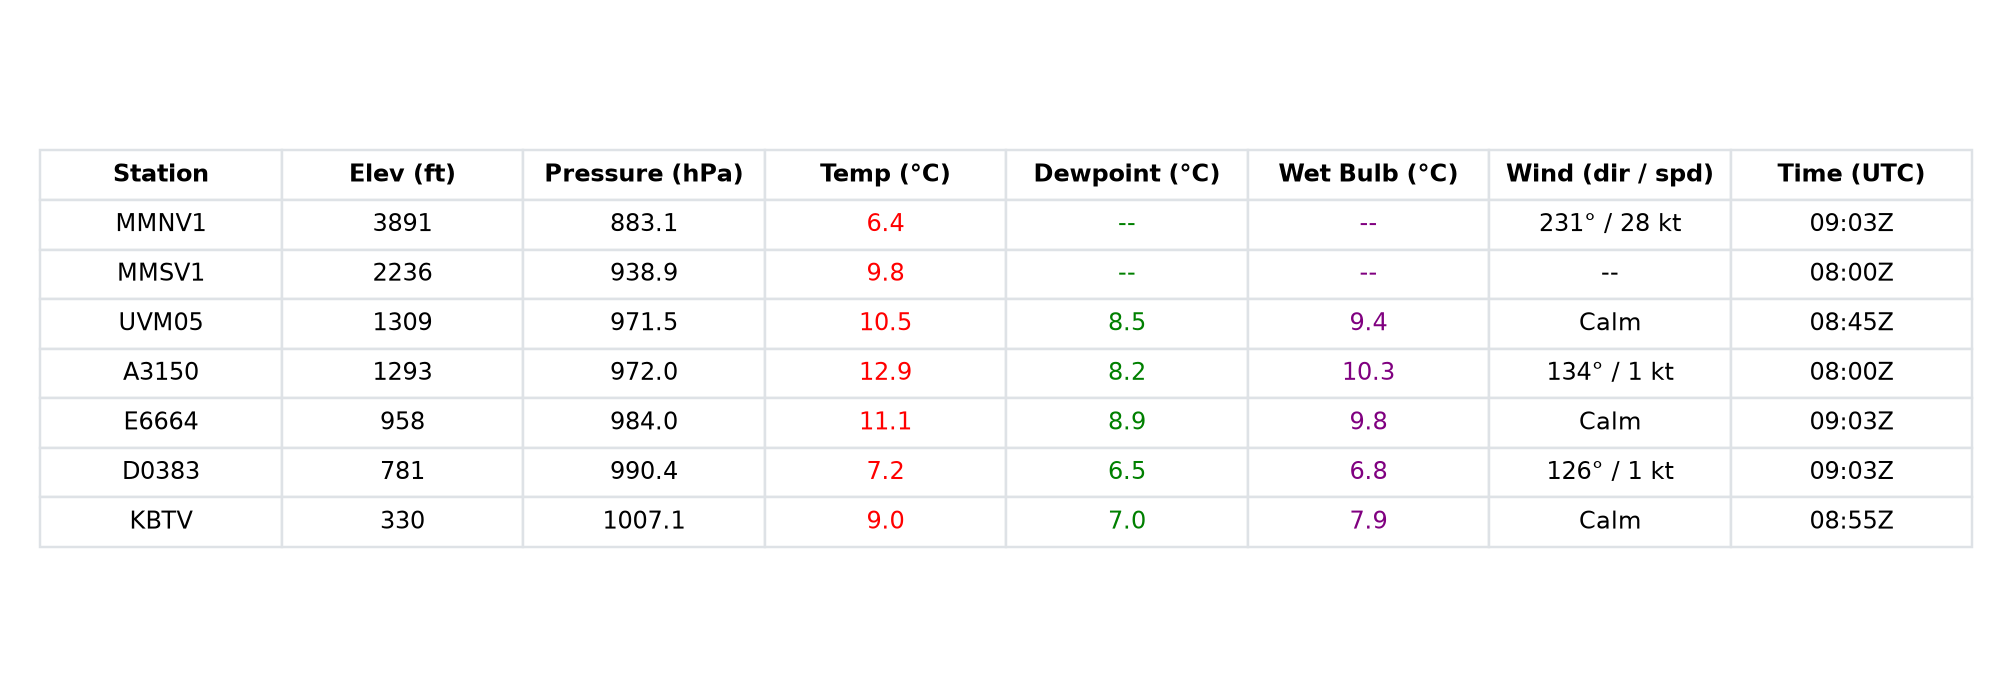 Station Elev (ft) Pressure (hPa) Temp (°C) Dewpoint (°C) Wet Bulb (°C) Wind (dir / spd) Time (UTC)
MMNV1 3891 883.1 6.4 -- -- 231° / 28 kt 09:03Z
MMSV1 2236 938.9 9.8 -- -- -- 08:00Z
UVM05 1309 971.5 10.5 8.5 9.4 Calm 08:45Z
A3150 1293 972.0 12.9 8.2 10.3 134° / 1 kt 08:00Z
E6664 958 984.0 11.1 8.9 9.8 Calm 09:03Z
D0383 781 990.4 7.2 6.5 6.8 126° / 1 kt 09:03Z
KBTV 330 1007.1 9.0 7.0 7.9 Calm 08:55Z